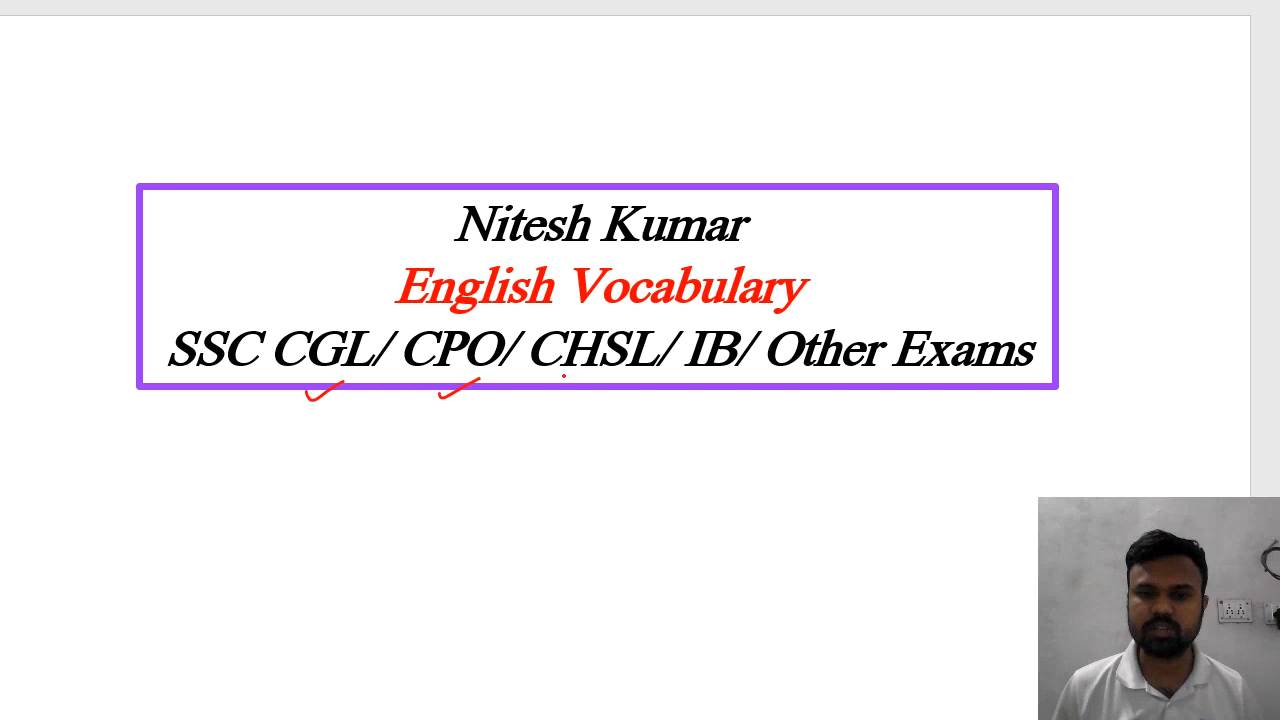 Nitesh Kumar
English Vocabulary
SSC CGL/ CPO/ CHSL/ IB/ Other Exams